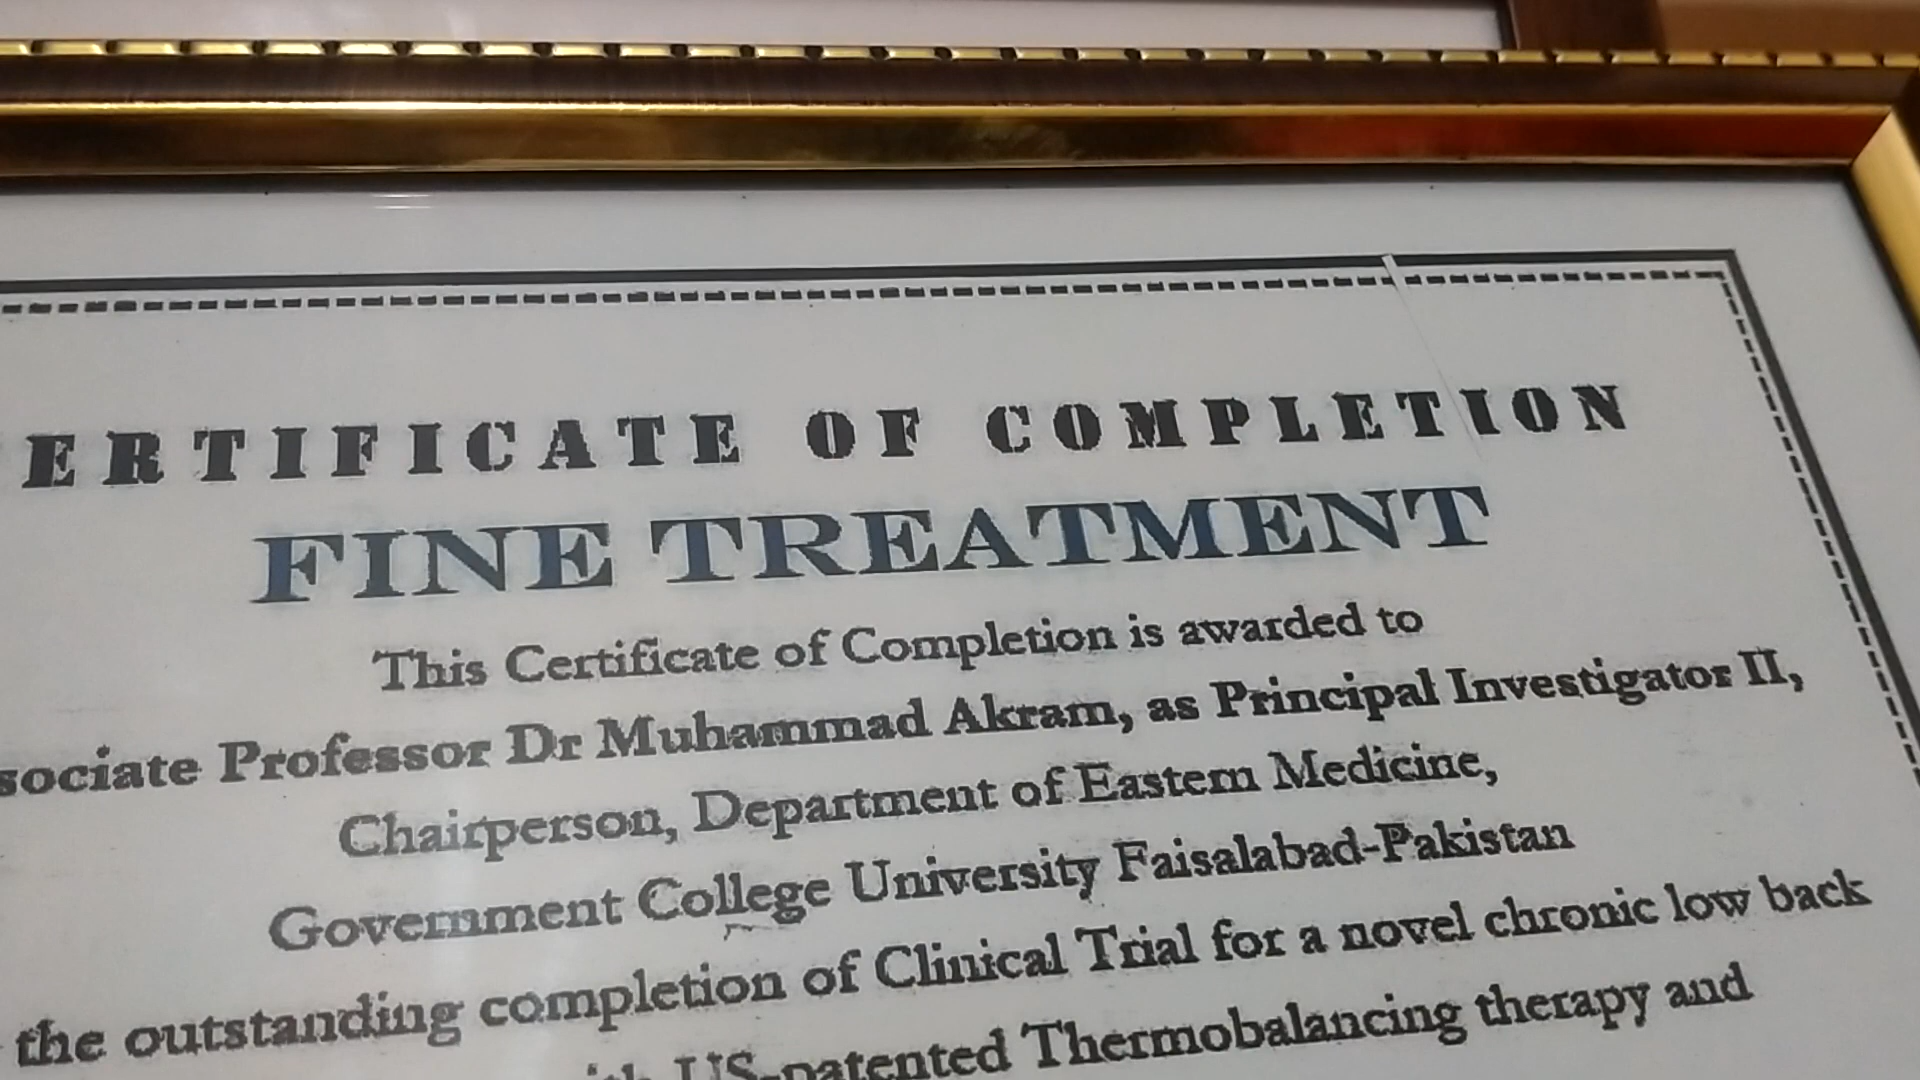 ERTIFICATE OF COMPLETION
FINE TREATMENT
This Certificate of Completion is awarded to
sociate Professor Dr Muhammad Akram, as Principal Investigator II,
Chairperson, Department of Eastern Medicine,
Government College University Faisalabad-Pakistan
the outstanding completion of Clinical Trial for a novel chronic low back
US-patented Thermobalancing therapy and